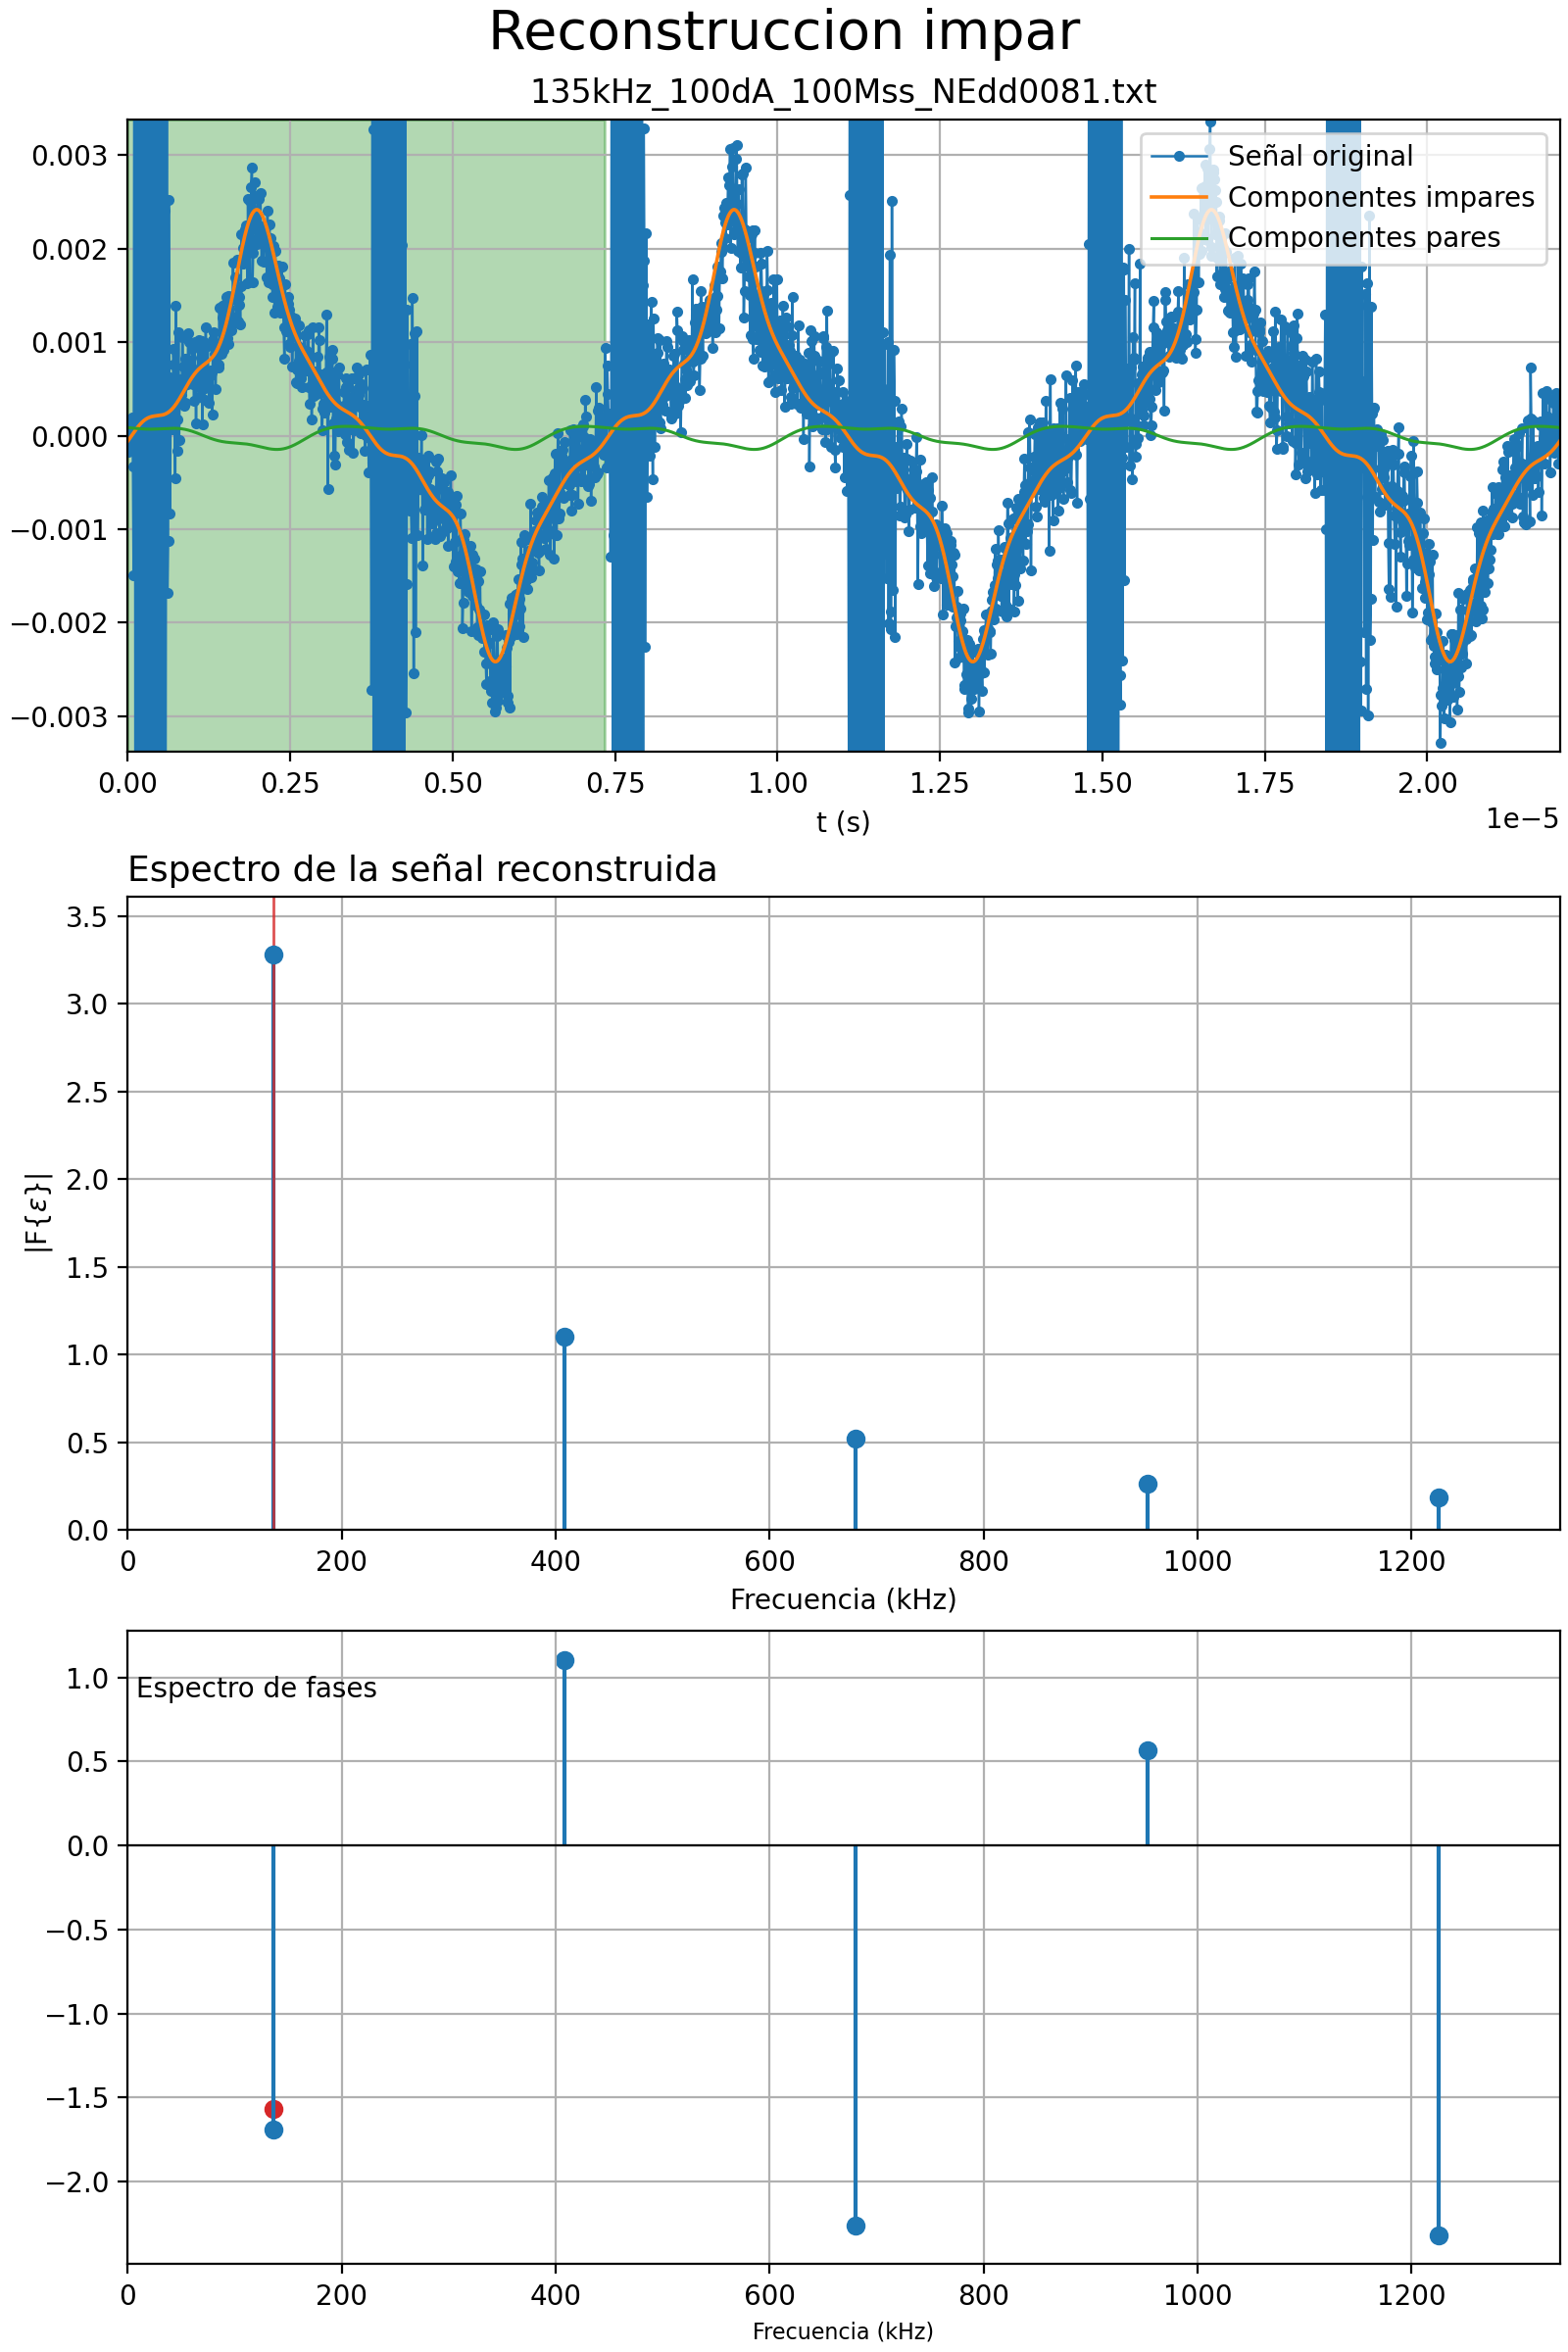 Reconstruccion impar
135kHz_100dA_100Mss_NEdd0081.txt
0.003
0.002
0.001
0.000
−0.001
−0.002
−0.003
Señal original
Componentes impares
Componentes pares
0.00 0.25 0.50 0.75 1.00 1.25 1.50 1.75 2.00
t (s)
1e−5
Espectro de la señal reconstruida
3.5
3.0
2.5
2.0
1.5
1.0
0.5
0.0
|F{ε}|
0 200 400 600 800 1000 1200
Frecuencia (kHz)
1.0
Espectro de fases
0.5
0.0
−0.5
−1.0
−1.5
−2.0
0 200 400 600 800 1000 1200
Frecuencia (kHz)